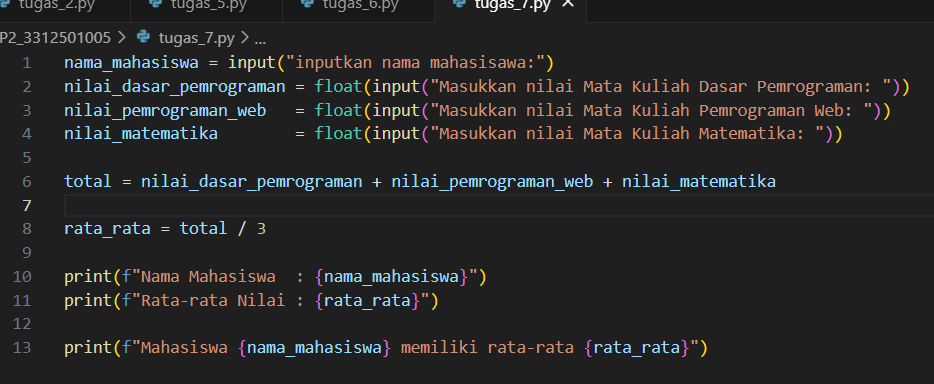 tugas_2.py tugas_5.py tugas_6.py tugas_7.py
P2_3312501005 > tugas_7.py > ...
1 nama_mahasiswa = input("inputkan nama mahasisawa:")
2 nilai_dasar_pemrograman = float(input("Masukkan nilai Mata Kuliah Dasar Pemrograman: "))
3 nilai_pemrograman_web   = float(input("Masukkan nilai Mata Kuliah Pemrograman Web: "))
4 nilai_matematika        = float(input("Masukkan nilai Mata Kuliah Matematika: "))
5
6 total = nilai_dasar_pemrograman + nilai_pemrograman_web + nilai_matematika
7
8 rata_rata = total / 3
9
10 print(f"Nama Mahasiswa  : {nama_mahasiswa}")
11 print(f"Rata-rata Nilai : {rata_rata}")
12
13 print(f"Mahasiswa {nama_mahasiswa} memiliki rata-rata {rata_rata}")